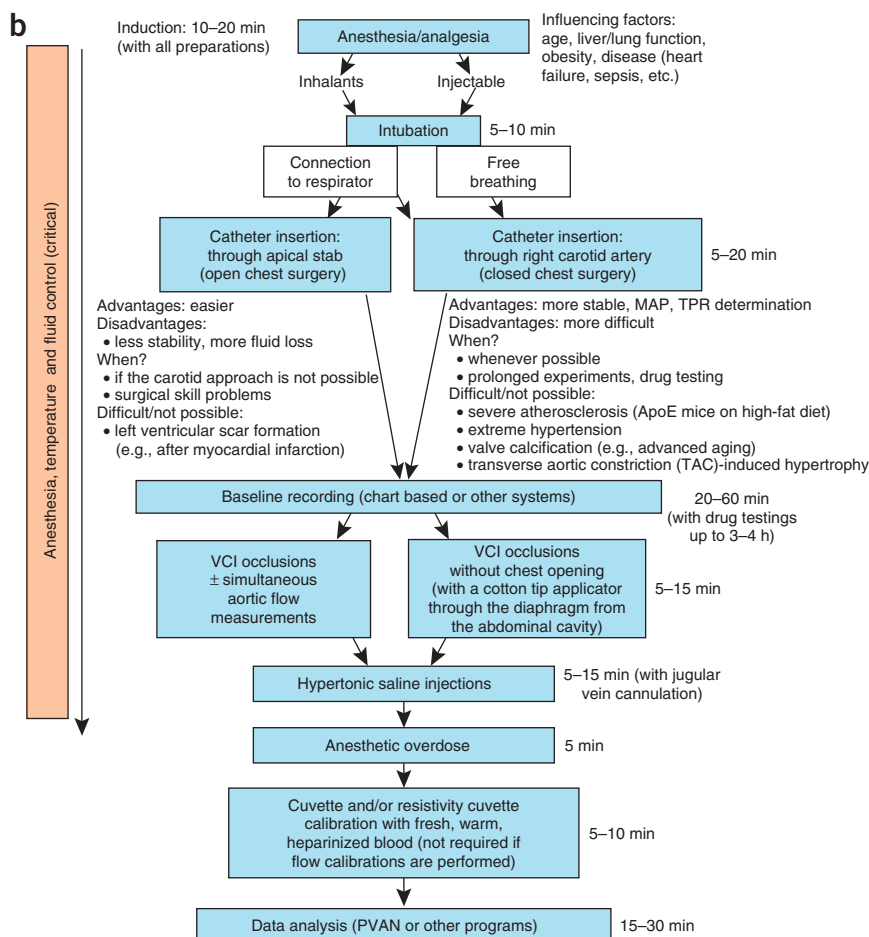 b
Induction: 10–20 min
(with all preparations)
Anesthesia/analgesia
Influencing factors:
age, liver/lung function,
obesity, disease (heart
failure, sepsis, etc.)
Inhalants
Injectable
Intubation
5–10 min
Connection
to respirator
Free
breathing
Catheter insertion:
through apical stab
(open chest surgery)
Catheter insertion:
through right carotid artery
(closed chest surgery)
5–20 min
Advantages: easier
Disadvantages:
• less stability, more fluid loss
When?
• if the carotid approach is not possible
• surgical skill problems
Difficult/not possible:
• left ventricular scar formation
(e.g., after myocardial infarction)
Advantages: more stable, MAP, TPR determination
Disadvantages: more difficult
When?
• whenever possible
• prolonged experiments, drug testing
Difficult/not possible:
• severe atherosclerosis (ApoE mice on high-fat diet)
• extreme hypertension
• valve calcification (e.g., advanced aging)
• transverse aortic constriction (TAC)-induced hypertrophy
Anesthesia, temperature and fluid control (critical)
Baseline recording (chart based or other systems)
20–60 min
(with drug testings
up to 3–4 h)
VCI occlusions
± simultaneous
aortic flow
measurements
VCI occlusions
without chest opening
(with a cotton tip applicator
through the diaphragm from
the abdominal cavity)
5–15 min
Hypertonic saline injections
5–15 min (with jugular
vein cannulation)
Anesthetic overdose
5 min
Cuvette and/or resistivity cuvette
calibration with fresh, warm,
heparinized blood (not required if
flow calibrations are performed)
5–10 min
Data analysis (PVAN or other programs)
15–30 min